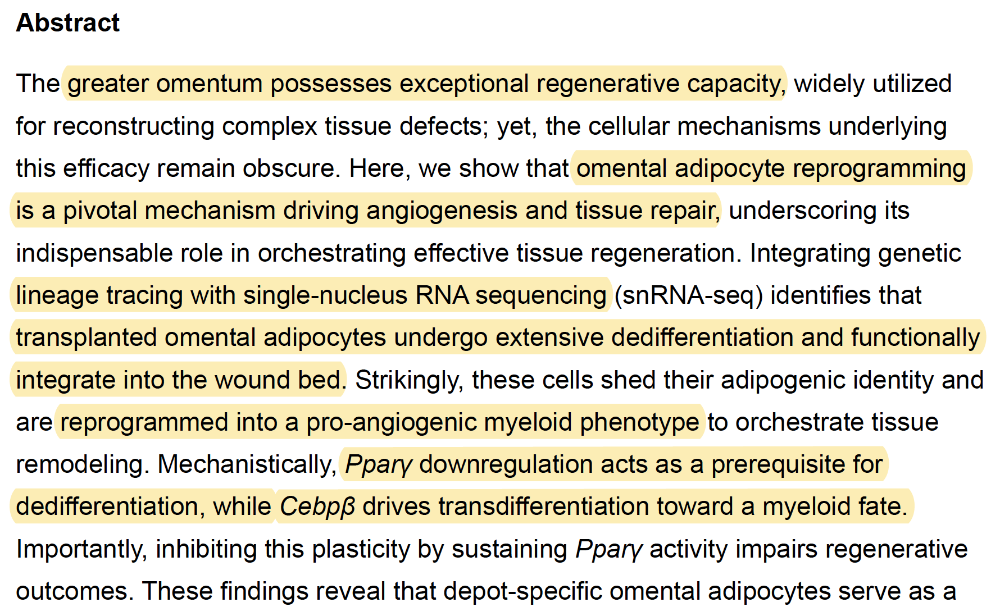 Abstract
The greater omentum possesses exceptional regenerative capacity, widely utilized
for reconstructing complex tissue defects; yet, the cellular mechanisms underlying
this efficacy remain obscure. Here, we show that omental adipocyte reprogramming
is a pivotal mechanism driving angiogenesis and tissue repair, underscoring its
indispensable role in orchestrating effective tissue regeneration. Integrating genetic
lineage tracing with single-nucleus RNA sequencing (snRNA-seq) identifies that
transplanted omental adipocytes undergo extensive dedifferentiation and functionally
integrate into the wound bed. Strikingly, these cells shed their adipogenic identity and
are reprogrammed into a pro-angiogenic myeloid phenotype to orchestrate tissue
remodeling. Mechanistically, Pparγ downregulation acts as a prerequisite for
dedifferentiation, while Cebpβ drives transdifferentiation toward a myeloid fate.
Importantly, inhibiting this plasticity by sustaining Pparγ activity impairs regenerative
outcomes. These findings reveal that depot-specific omental adipocytes serve as a